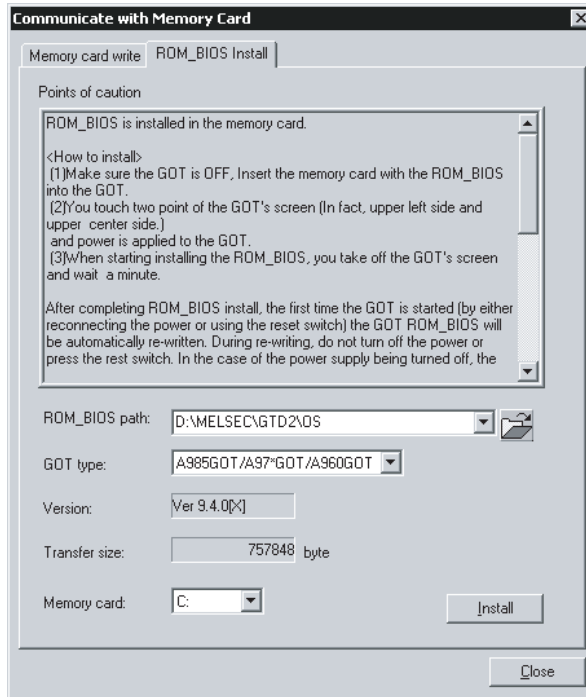 Communicate with Memory Card
Memory card write
ROM_BIOS Install
Points of caution
ROM_BIOS is installed in the memory card.
<How to install>
(1)Make sure the GOT is OFF, Insert the memory card with the ROM_BIOS
into the GOT.
(2)You touch two point of the GOT's screen (In fact, upper left side and
upper center side.)
and power is applied to the GOT.
(3)When starting installing the ROM_BIOS, you take off the GOT's screen
and wait a minute.
After completing ROM_BIOS install, the first time the GOT is started (by either
reconnecting the power or using the reset switch) the GOT ROM_BIOS will
be automatically re-written. During re-writing, do not turn off the power or
press the rest switch. In the case of the power supply being turned off, the
ROM_BIOS path: D:\MELSEC\GTD2\OS
GOT type: A985GOT/A97*GOT/A960GOT
Version: Ver 9.4.0[X]
Transfer size: 757848 byte
Memory card: C:
Install
Close